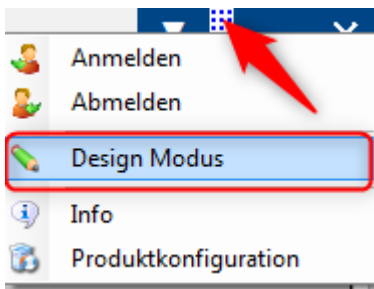 Anmelden
Abmelden
Design Modus
Info
Produktkonfiguration